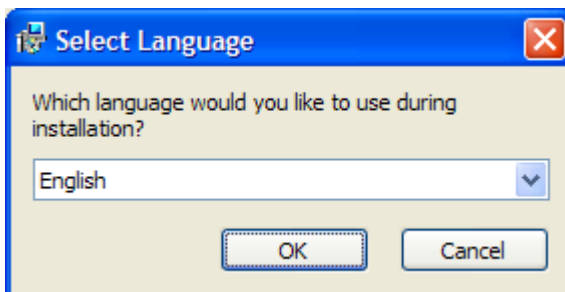 Select Language
Which language would you like to use during
installation?
English
OK
Cancel